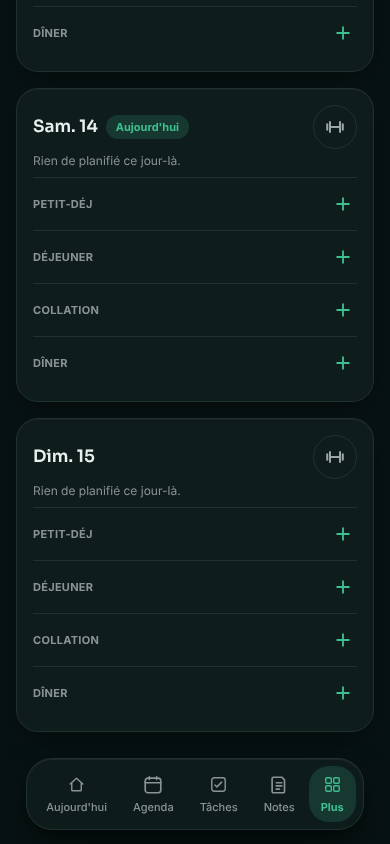 DÎNER
Sam. 14 Aujourd'hui
Rien de planifié ce jour-là.
PETIT-DÉJ
DÉJEUNER
COLLATION
DÎNER
Dim. 15
Rien de planifié ce jour-là.
PETIT-DÉJ
DÉJEUNER
COLLATION
DÎNER
Aujourd'hui Agenda Tâches Notes Plus